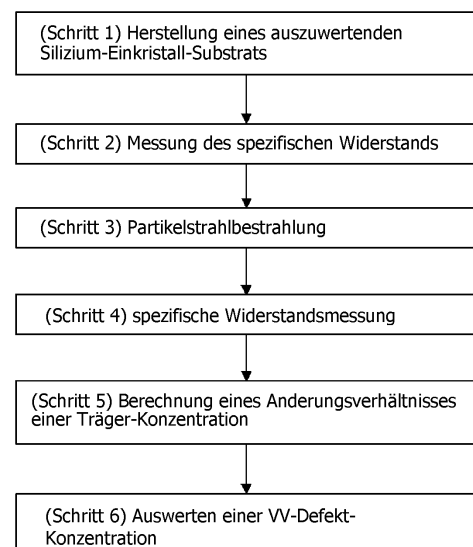 (Schritt 1) Herstellung eines auszuwertenden
Silizium-Einkristall-Substrats
(Schritt 2) Messung des spezifischen Widerstands
(Schritt 3) Partikelstrahlbestrahlung
(Schritt 4) spezifische Widerstandsmessung
(Schritt 5) Berechnung eines Anderungsverhältnisses
einer Träger-Konzentration
(Schritt 6) Auswerten einer VV-Defekt-
Konzentration